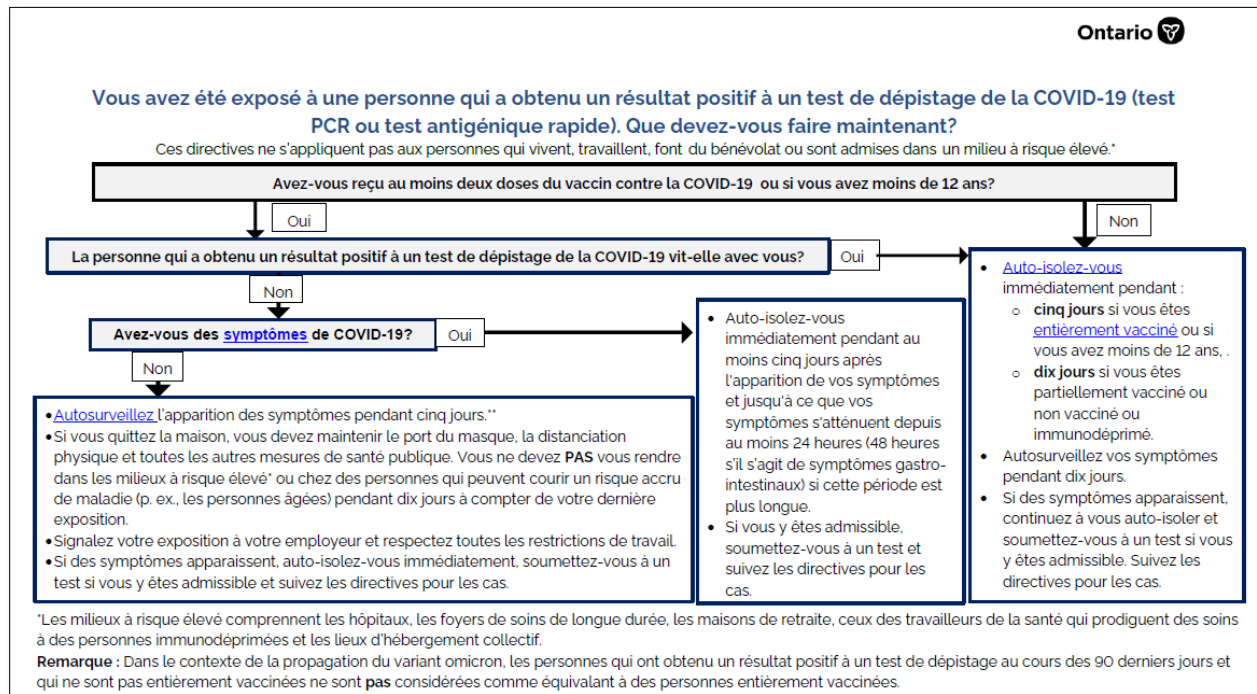 Ontario
Vous avez été exposé à une personne qui a obtenu un résultat positif à un test de dépistage de la COVID-19 (test
PCR ou test antigénique rapide). Que devez-vous faire maintenant?
Ces directives ne s'appliquent pas aux personnes qui vivent, travaillent, font du bénévolat ou sont admises dans un milieu à risque élevé.*
Avez-vous reçu au moins deux doses du vaccin contre la COVID-19 ou si vous avez moins de 12 ans?
Oui
Non
La personne qui a obtenu un résultat positif à un test de dépistage de la COVID-19 vit-elle avec vous?
Oui
Non
Avez-vous des symptômes de COVID-19?
Oui
Non
•Autosurveillez l'apparition des symptômes pendant cinq jours.**
•Si vous quittez la maison, vous devez maintenir le port du masque, la distanciation
physique et toutes les autres mesures de santé publique. Vous ne devez PAS vous rendre
dans les milieux à risque élevé* ou chez des personnes qui peuvent courir un risque accru
de maladie (p. ex., les personnes âgées) pendant dix jours à compter de votre dernière
exposition.
•Signalez votre exposition à votre employeur et respectez toutes les restrictions de travail.
•Si des symptômes apparaissent, auto-isolez-vous immédiatement, soumettez-vous à un
test si vous y êtes admissible et suivez les directives pour les cas.
• Auto-isolez-vous
immédiatement pendant au
moins cinq jours après
l'apparition de vos symptômes
et jusqu'à ce que vos
symptômes s'atténuent depuis
au moins 24 heures (48 heures
s'il s'agit de symptômes gastro-
intestinaux) si cette période est
plus longue.
• Si vous y êtes admissible,
soumettez-vous à un test et
suivez les directives pour les
cas.
• Auto-isolez-vous
immédiatement pendant :
o cinq jours si vous êtes
entièrement vacciné ou si
vous avez moins de 12 ans, .
o dix jours si vous êtes
partiellement vacciné ou
non vacciné ou
immunodéprimé.
• Autosurveillez vos symptômes
pendant dix jours.
• Si des symptômes apparaissent,
continuez à vous auto-isoler et
soumettez-vous à un test si vous
y êtes admissible. Suivez les
directives pour les cas.
*Les milieux à risque élevé comprennent les hôpitaux, les foyers de soins de longue durée, les maisons de retraite, ceux des travailleurs de la santé qui prodiguent des soins
à des personnes immunodéprimées et les lieux d'hébergement collectif.
Remarque : Dans le contexte de la propagation du variant omicron, les personnes qui ont obtenu un résultat positif à un test de dépistage au cours des 90 derniers jours et
qui ne sont pas entièrement vaccinées ne sont pas considérées comme équivalant à des personnes entièrement vaccinées.